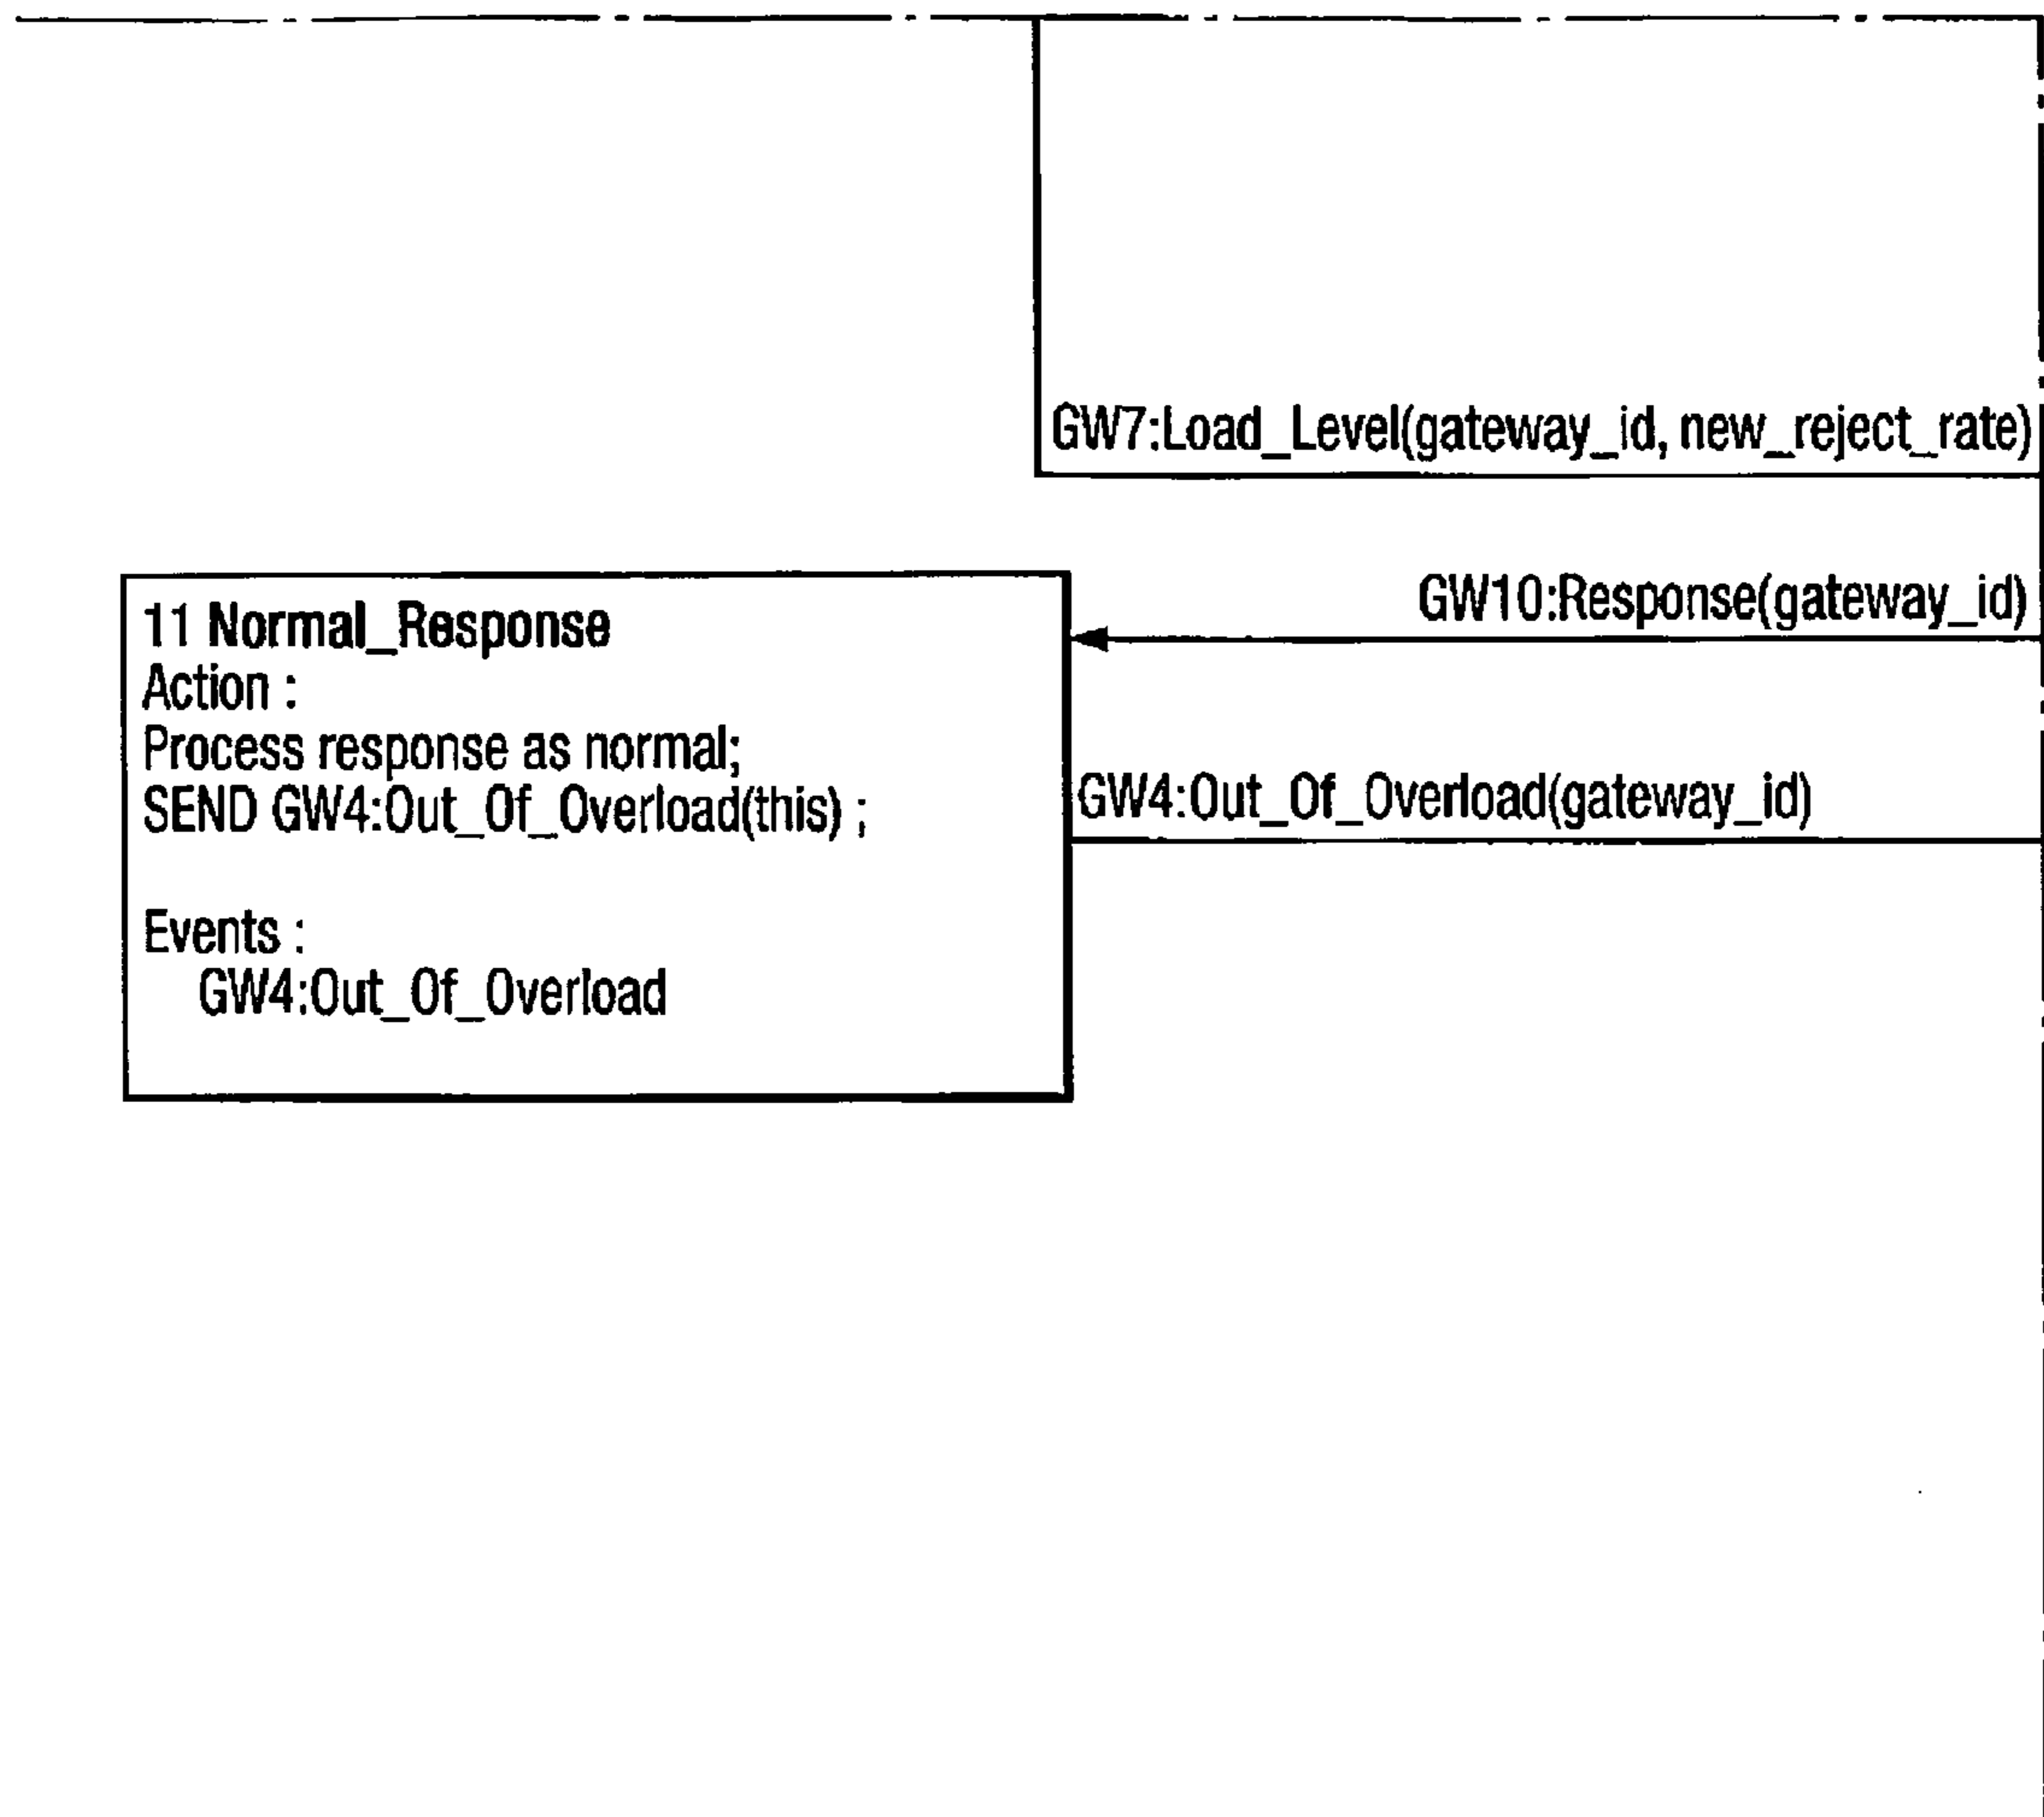 GW7:Load_Level(gateway_id, new_reject_rate)
GW10:Response(gateway_id)
11 Normal_Response
Action :
Process response as normal;
SEND GW4:Out_Of_Overload(this) ;
GW4:Out_Of_Overload(gateway_id)
Events :
GW4:Out_Of_Overload